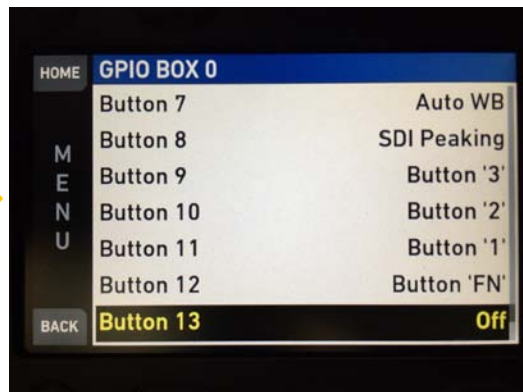 HOME GPIO BOX 0
Button 7 Auto WB
Button 8 SDI Peaking
Button 9 Button '3'
Button 10 Button '2'
Button 11 Button '1'
Button 12 Button 'FN'
MENU
BACK Button 13 Off